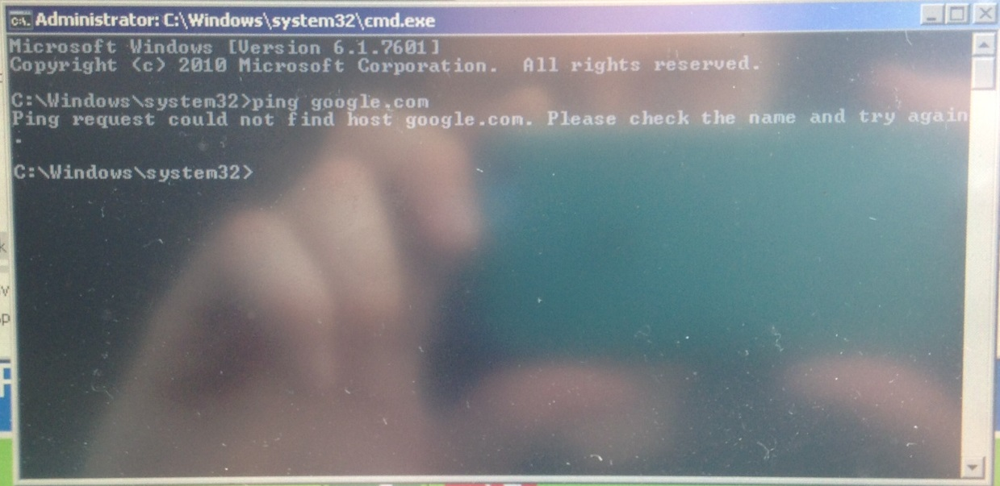 Administrator: C:\Windows\system32\cmd.exe
Microsoft Windows [Version 6.1.7601]
Copyright (c) 2010 Microsoft Corporation.  All rights reserved.
C:\Windows\system32>ping google.com
Ping request could not find host google.com. Please check the name and try again
.
C:\Windows\system32>